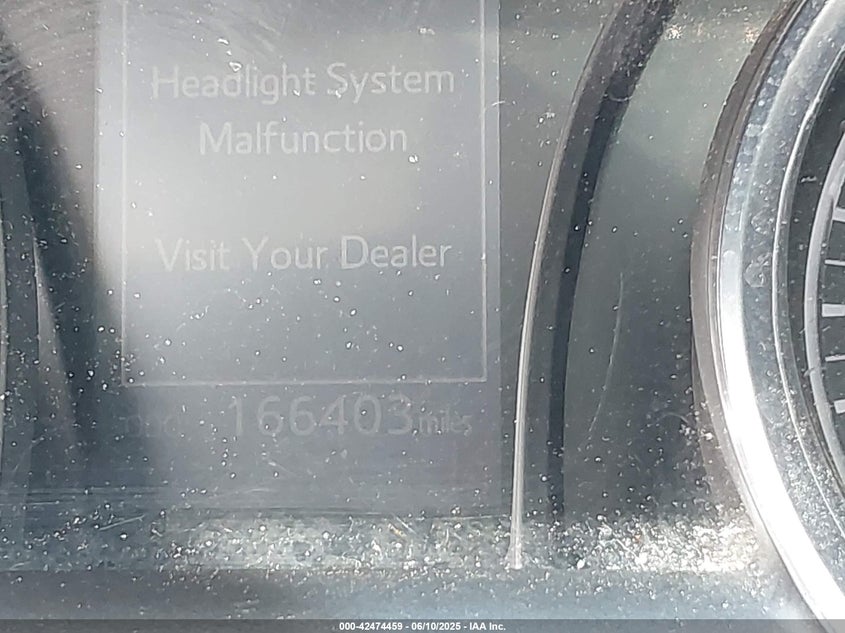 Headlight System
Malfunction
Visit Your Dealer
166403 miles
000-42474459 - 06/10/2025 - IAA Inc.